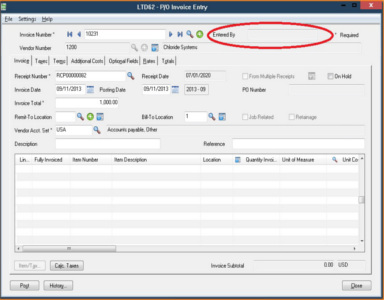 LTD62 - P/O Invoice Entry
File Settings Help
Invoice Number * 10231 Entered By * Required
Vendor Number 1200 Chloride Systems
Invoice Taxes Terms Additional Costs Optional Fields Rates Totals
Receipt Number * RCP00000082 Receipt Date 07/01/2020 From Multiple Receipts On Hold
Invoice Date 09/11/2013 Posting Date 09/11/2013 2013 - 09 PO Number
Invoice Total * 1,000.00
Remit-To Location Bill-To Location 1 Job Related Retainage
Vendor Acct. Set * USA Accounts payable, Other
Description Reference
Lin... Fully Invoiced Item Number Item Description Location Quantity Invoi... Unit of Measure Unit Co
Item/Tax... Calc. Taxes Invoice Subtotal 0.00 USD
Post History... Close